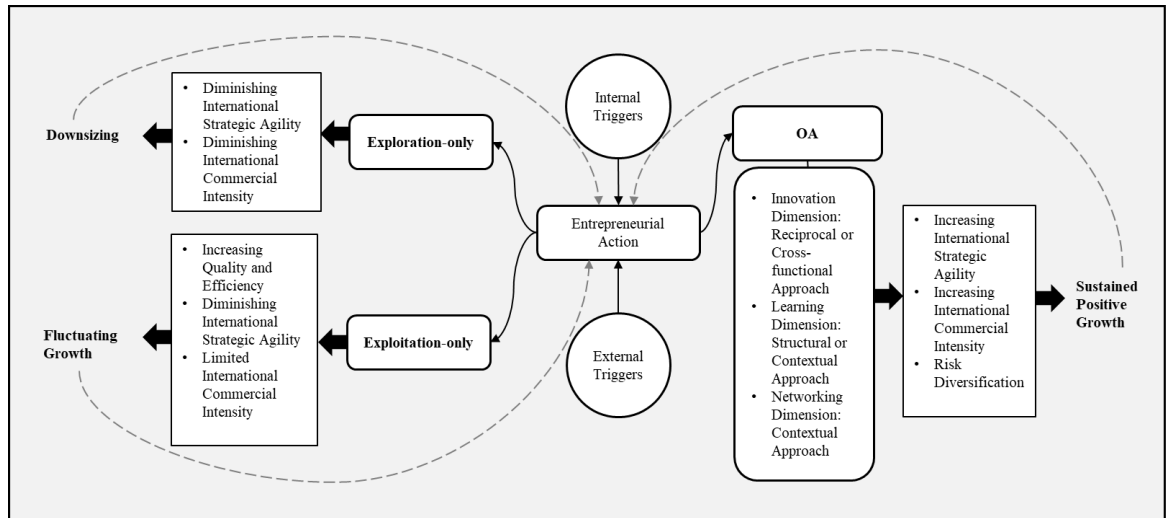 Downsizing
• Diminishing
International
Strategic Agility
• Diminishing
International
Commercial
Intensity
Exploration-only
Fluctuating
Growth
• Increasing
Quality and
Efficiency
• Diminishing
International
Strategic Agility
• Limited
International
Commercial
Intensity
Exploitation-only
Internal
Triggers
Entrepreneurial
Action
External
Triggers
OA
• Innovation
Dimension:
Reciprocal or
Cross-
functional
Approach
• Learning
Dimension:
Structural or
Contextual
Approach
• Networking
Dimension:
Contextual
Approach
• Increasing
International
Strategic
Agility
• Increasing
International
Commercial
Intensity
• Risk
Diversification
Sustained
Positive
Growth